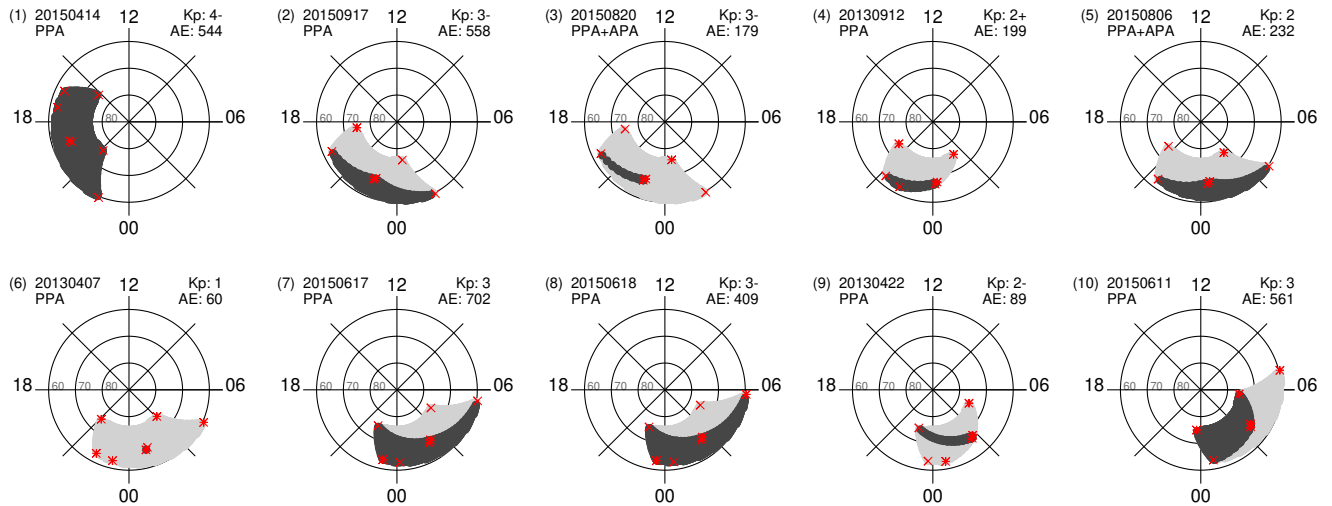 (1) 20150414 12 Kp: 4-
PPA AE: 544
18 80 06
00
(2) 20150917 12 Kp: 3-
PPA AE: 558
18 60 70 80 06
00
(3) 20150820 12 Kp: 3-
PPA+APA AE: 179
18 60 70 80 06
00
(4) 20130912 12 Kp: 2+
PPA AE: 199
18 60 70 80 06
00
(5) 20150806 12 Kp: 2
PPA+APA AE: 232
18 60 70 80 06
00
(6) 20130407 12 Kp: 1
PPA AE: 60
18 60 70 80 06
00
(7) 20150617 12 Kp: 3
PPA AE: 702
18 60 70 80 06
00
(8) 20150618 12 Kp: 3-
PPA AE: 409
18 60 70 80 06
00
(9) 20130422 12 Kp: 2-
PPA AE: 89
18 60 70 80 06
00
(10) 20150611 12 Kp: 3
PPA AE: 561
18 60 70 80 06
00